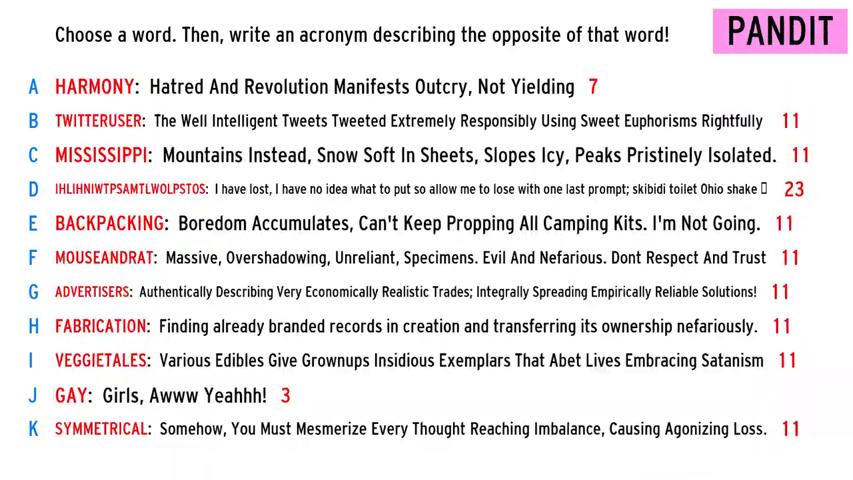 Choose a word. Then, write an acronym describing the opposite of that word!
PANDIT
A HARMONY: Hatred And Revolution Manifests Outcry, Not Yielding 7
B TWITTERUSER: The Well Intelligent Tweets Tweeted Extremely Responsibly Using Sweet Euphorisms Rightfully 11
C MISSISSIPPI: Mountains Instead, Snow Soft In Sheets, Slopes Icy, Peaks Pristinely Isolated. 11
D IHLIHNIWTPSAMTLWOLPSTOS: I have lost, I have no idea what to put so allow me to lose with one last prompt; skibidi toilet Ohio shake ▯ 23
E BACKPACKING: Boredom Accumulates, Can't Keep Propping All Camping Kits. I'm Not Going. 11
F MOUSEANDRAT: Massive, Overshadowing, Unreliant, Specimens. Evil And Nefarious. Dont Respect And Trust 11
G ADVERTISERS: Authentically Describing Very Economically Realistic Trades; Integrally Spreading Empirically Reliable Solutions! 11
H FABRICATION: Finding already branded records in creation and transferring its ownership nefariously. 11
I VEGGIETALES: Various Edibles Give Grownups Insidious Exemplars That Abet Lives Embracing Satanism 11
J GAY: Girls, Awww Yeahhh! 3
K SYMMETRICAL: Somehow, You Must Mesmerize Every Thought Reaching Imbalance, Causing Agonizing Loss. 11